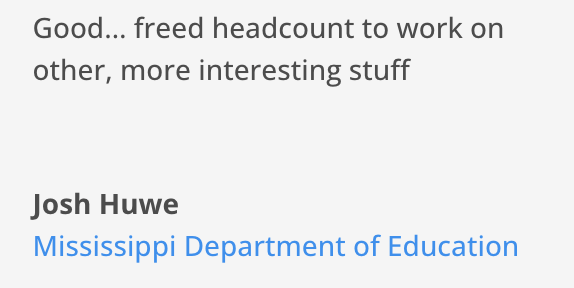 Good... freed headcount to work on
other, more interesting stuff
Josh Huwe
Mississippi Department of Education